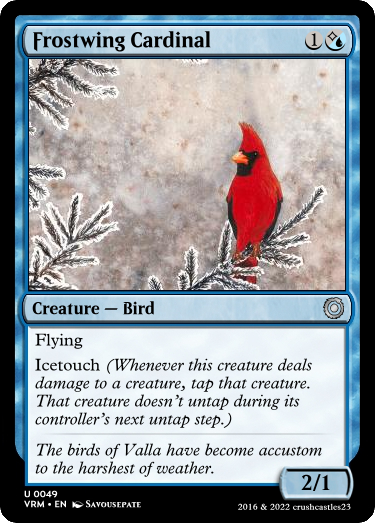 Frostwing Cardinal 1
Creature — Bird
Flying
Icetouch (Whenever this creature deals
damage to a creature, tap that creature.
That creature doesn't untap during its
controller's next untap step.)
The birds of Valla have become accustom
to the harshest of weather.
2/1
U 0049
VRM • EN Savousepate
2016 & 2022 crushcastles23